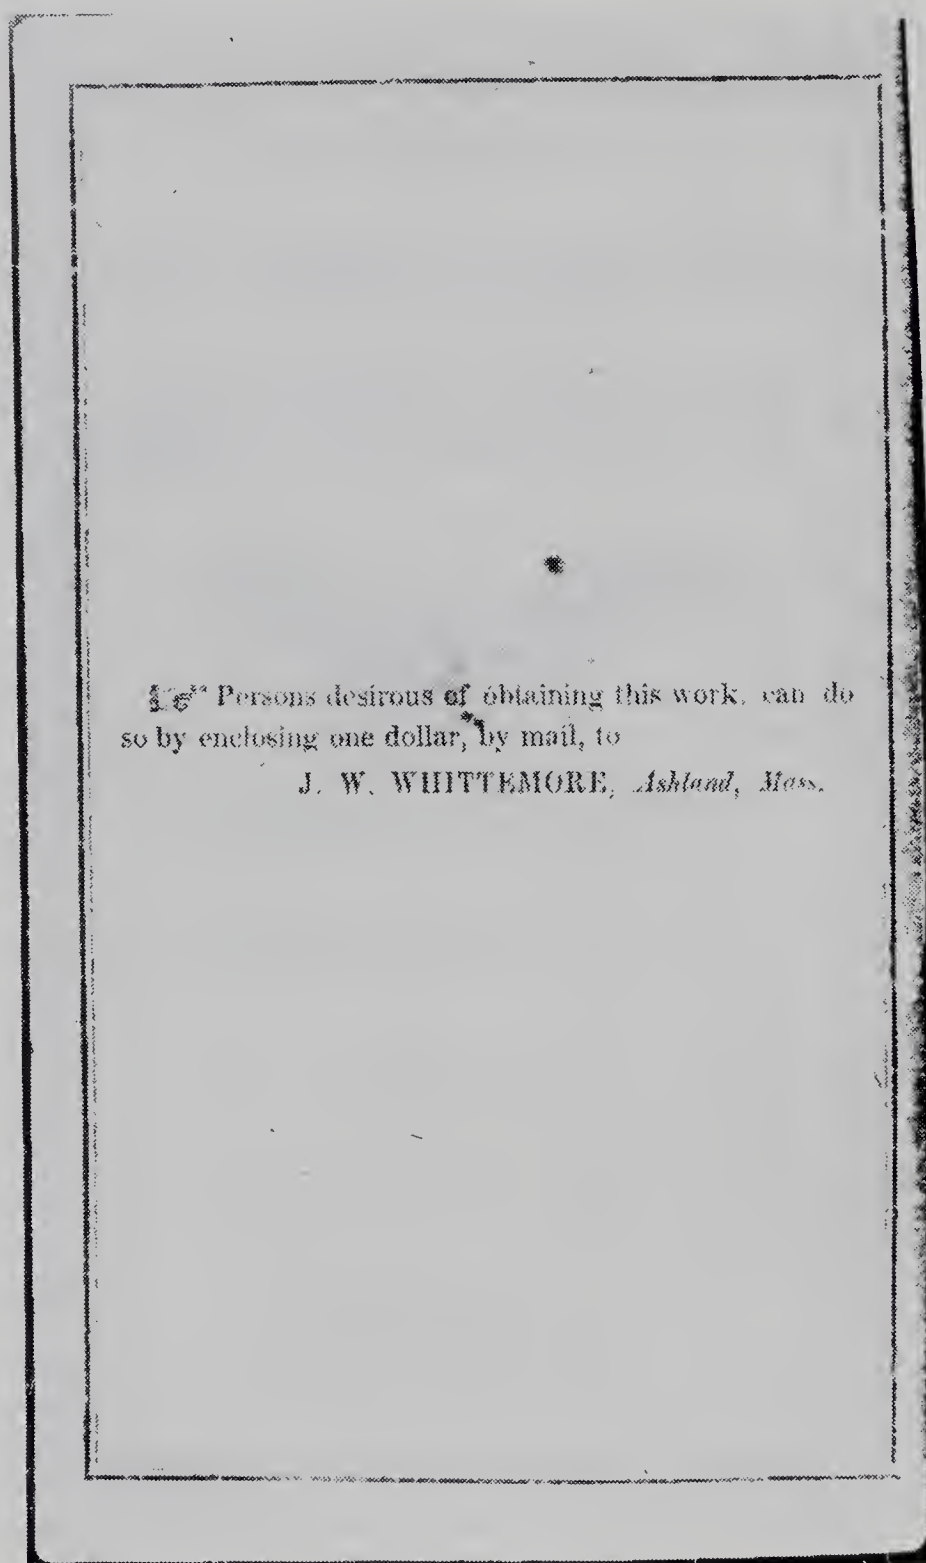 ☞ Persons desirous of obtaining this work, can do
so by enclosing one dollar, by mail, to
J. W. WHITTEMORE, Ashland, Mass.